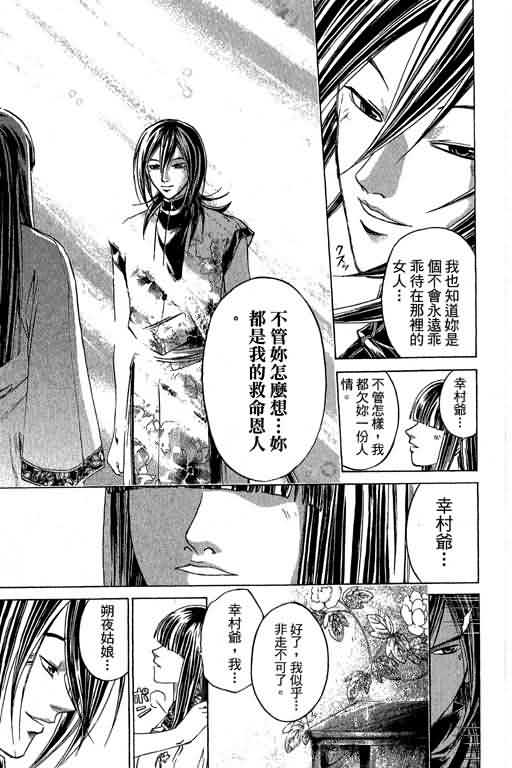 我也知道妳是
個不會永遠乖
乖待在那裡的
女人…
クスッ
幸村爺…
不管怎樣，我
都欠妳一份人
情。
不管妳怎麼想…妳
都是我的救命恩人
。
幸村爺…
好了，我似乎…
非走不可了。
幸村爺，我…
ポン
朔夜姑娘…